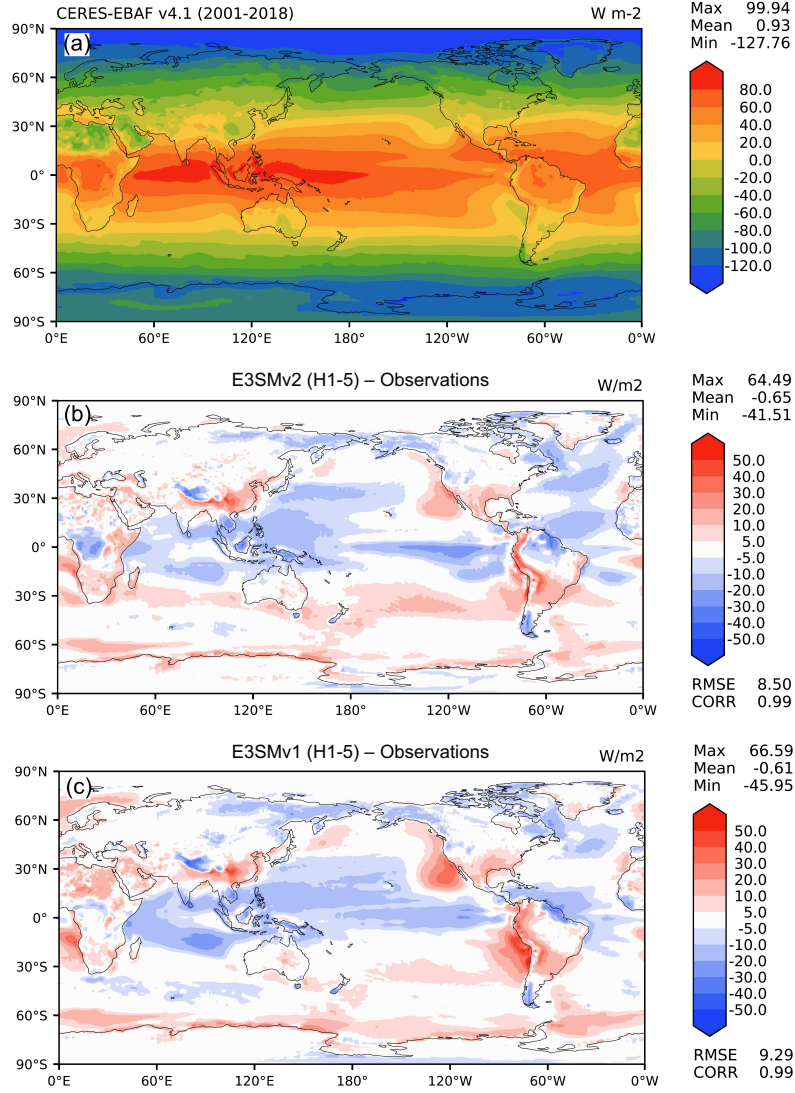 CERES-EBAF v4.1 (2001-2018) W m-2
Max 99.94
Mean 0.93
Min -127.76
(a)
90°N
60°N
30°N
0°
30°S
60°S
90°S
0°E 60°E 120°E 180° 120°W 60°W 0°W
80.0
60.0
40.0
20.0
0.0
-20.0
-40.0
-60.0
-80.0
-100.0
-120.0
E3SMv2 (H1-5) – Observations W/m2
Max 64.49
Mean -0.65
Min -41.51
(b)
90°N
60°N
30°N
0°
30°S
60°S
90°S
0°E 60°E 120°E 180° 120°W 60°W 0°W
50.0
40.0
30.0
20.0
10.0
5.0
-5.0
-10.0
-20.0
-30.0
-40.0
-50.0
RMSE 8.50
CORR 0.99
E3SMv1 (H1-5) – Observations W/m2
Max 66.59
Mean -0.61
Min -45.95
(c)
90°N
60°N
30°N
0°
30°S
60°S
90°S
0°E 60°E 120°E 180° 120°W 60°W 0°W
50.0
40.0
30.0
20.0
10.0
5.0
-5.0
-10.0
-20.0
-30.0
-40.0
-50.0
RMSE 9.29
CORR 0.99